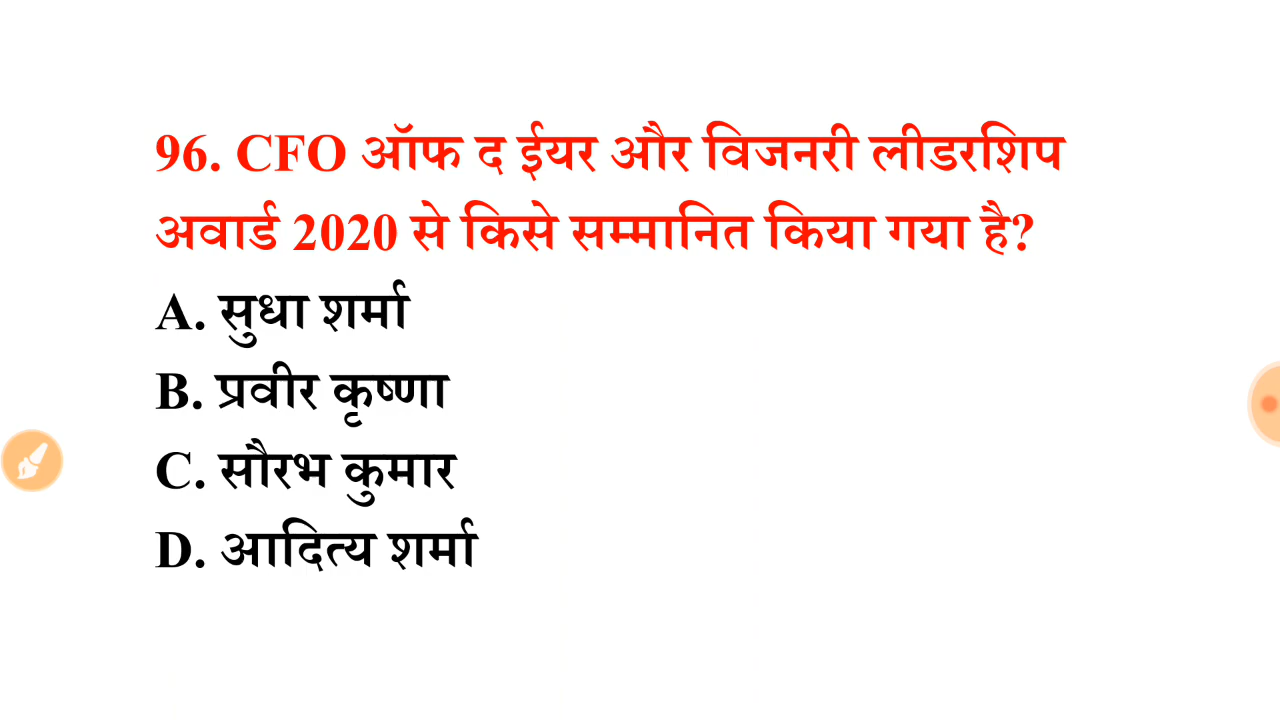 96. CFO ऑफ द ईयर और विजनरी लीडरशिप
अवार्ड 2020 से किसे सम्मानित किया गया है?
A. सुधा शर्मा
B. प्रवीर कृष्णा
C. सौरभ कुमार
D. आदित्य शर्मा